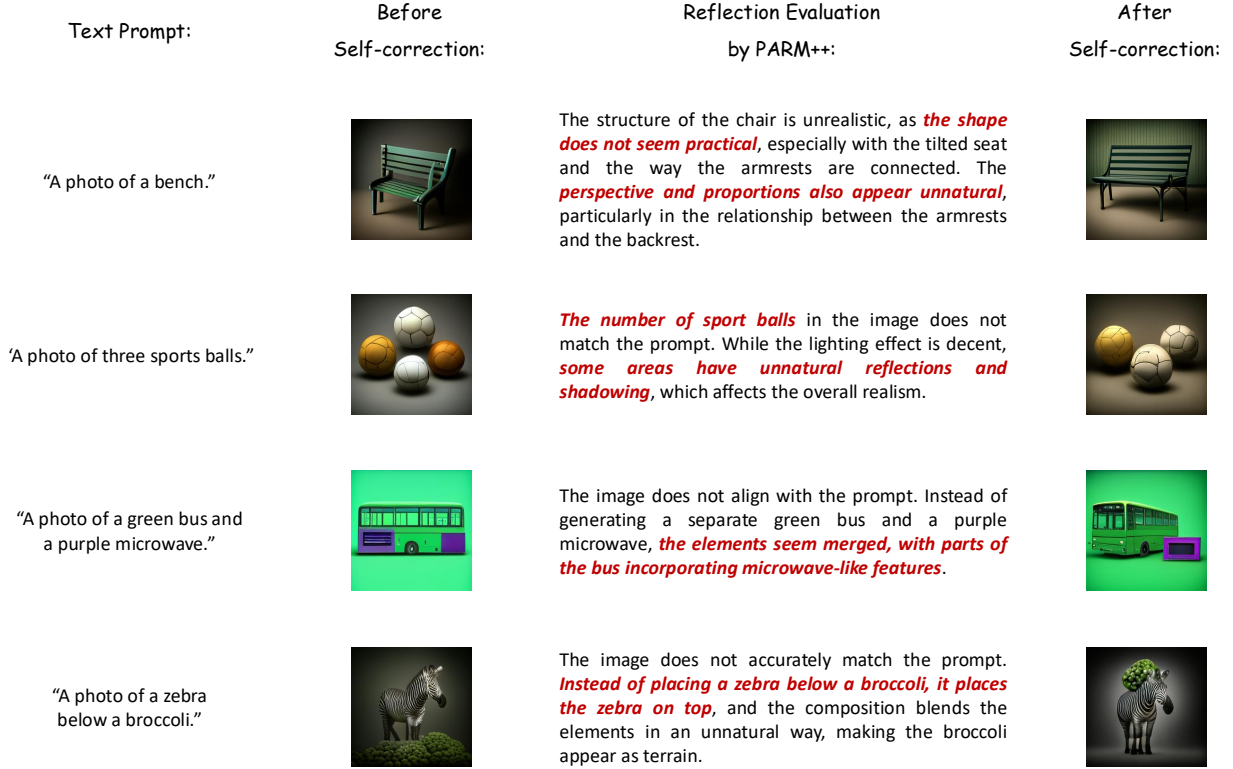 Text Prompt:
Before
Self-correction:
Reflection Evaluation
by PARM++:
After
Self-correction:
“A photo of a bench.”
The structure of the chair is unrealistic, as the shape
does not seem practical, especially with the tilted seat
and the way the armrests are connected. The
perspective and proportions also appear unnatural,
particularly in the relationship between the armrests
and the backrest.
‘A photo of three sports balls.”
The number of sport balls in the image does not
match the prompt. While the lighting effect is decent,
some areas have unnatural reflections and
shadowing, which affects the overall realism.
“A photo of a green bus and
a purple microwave.”
The image does not align with the prompt. Instead of
generating a separate green bus and a purple
microwave, the elements seem merged, with parts of
the bus incorporating microwave-like features.
“A photo of a zebra
below a broccoli.”
The image does not accurately match the prompt.
Instead of placing a zebra below a broccoli, it places
the zebra on top, and the composition blends the
elements in an unnatural way, making the broccoli
appear as terrain.